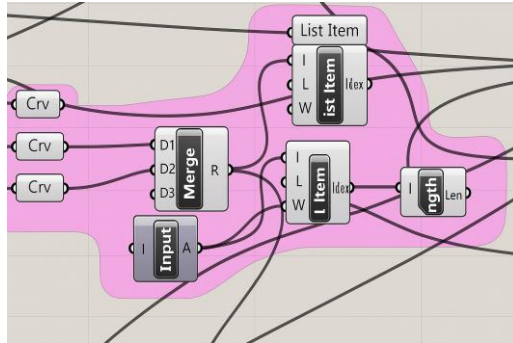 List Item
I
L
W
ist Item
Idex
Crv
Crv
Crv
D1
D2
D3
Merge
R
I
L
W
l Item
Idex
I
ngth
Len
I
Input
A